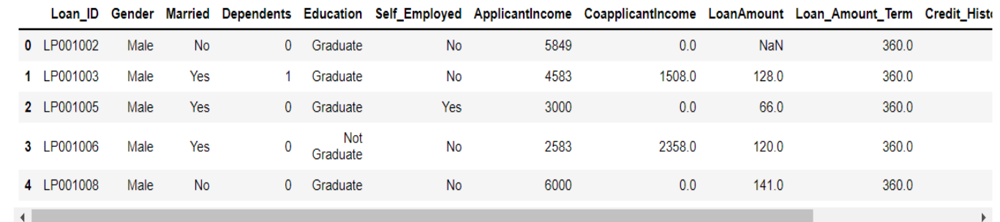 Loan_ID Gender Married Dependents Education Self_Employed ApplicantIncome CoapplicantIncome LoanAmount Loan_Amount_Term Credit_Hist
0 LP001002 Male No 0 Graduate No 5849 0.0 NaN 360.0
1 LP001003 Male Yes 1 Graduate No 4583 1508.0 128.0 360.0
2 LP001005 Male Yes 0 Graduate Yes 3000 0.0 66.0 360.0
3 LP001006 Male Yes 0 Not Graduate No 2583 2358.0 120.0 360.0
4 LP001008 Male No 0 Graduate No 6000 0.0 141.0 360.0